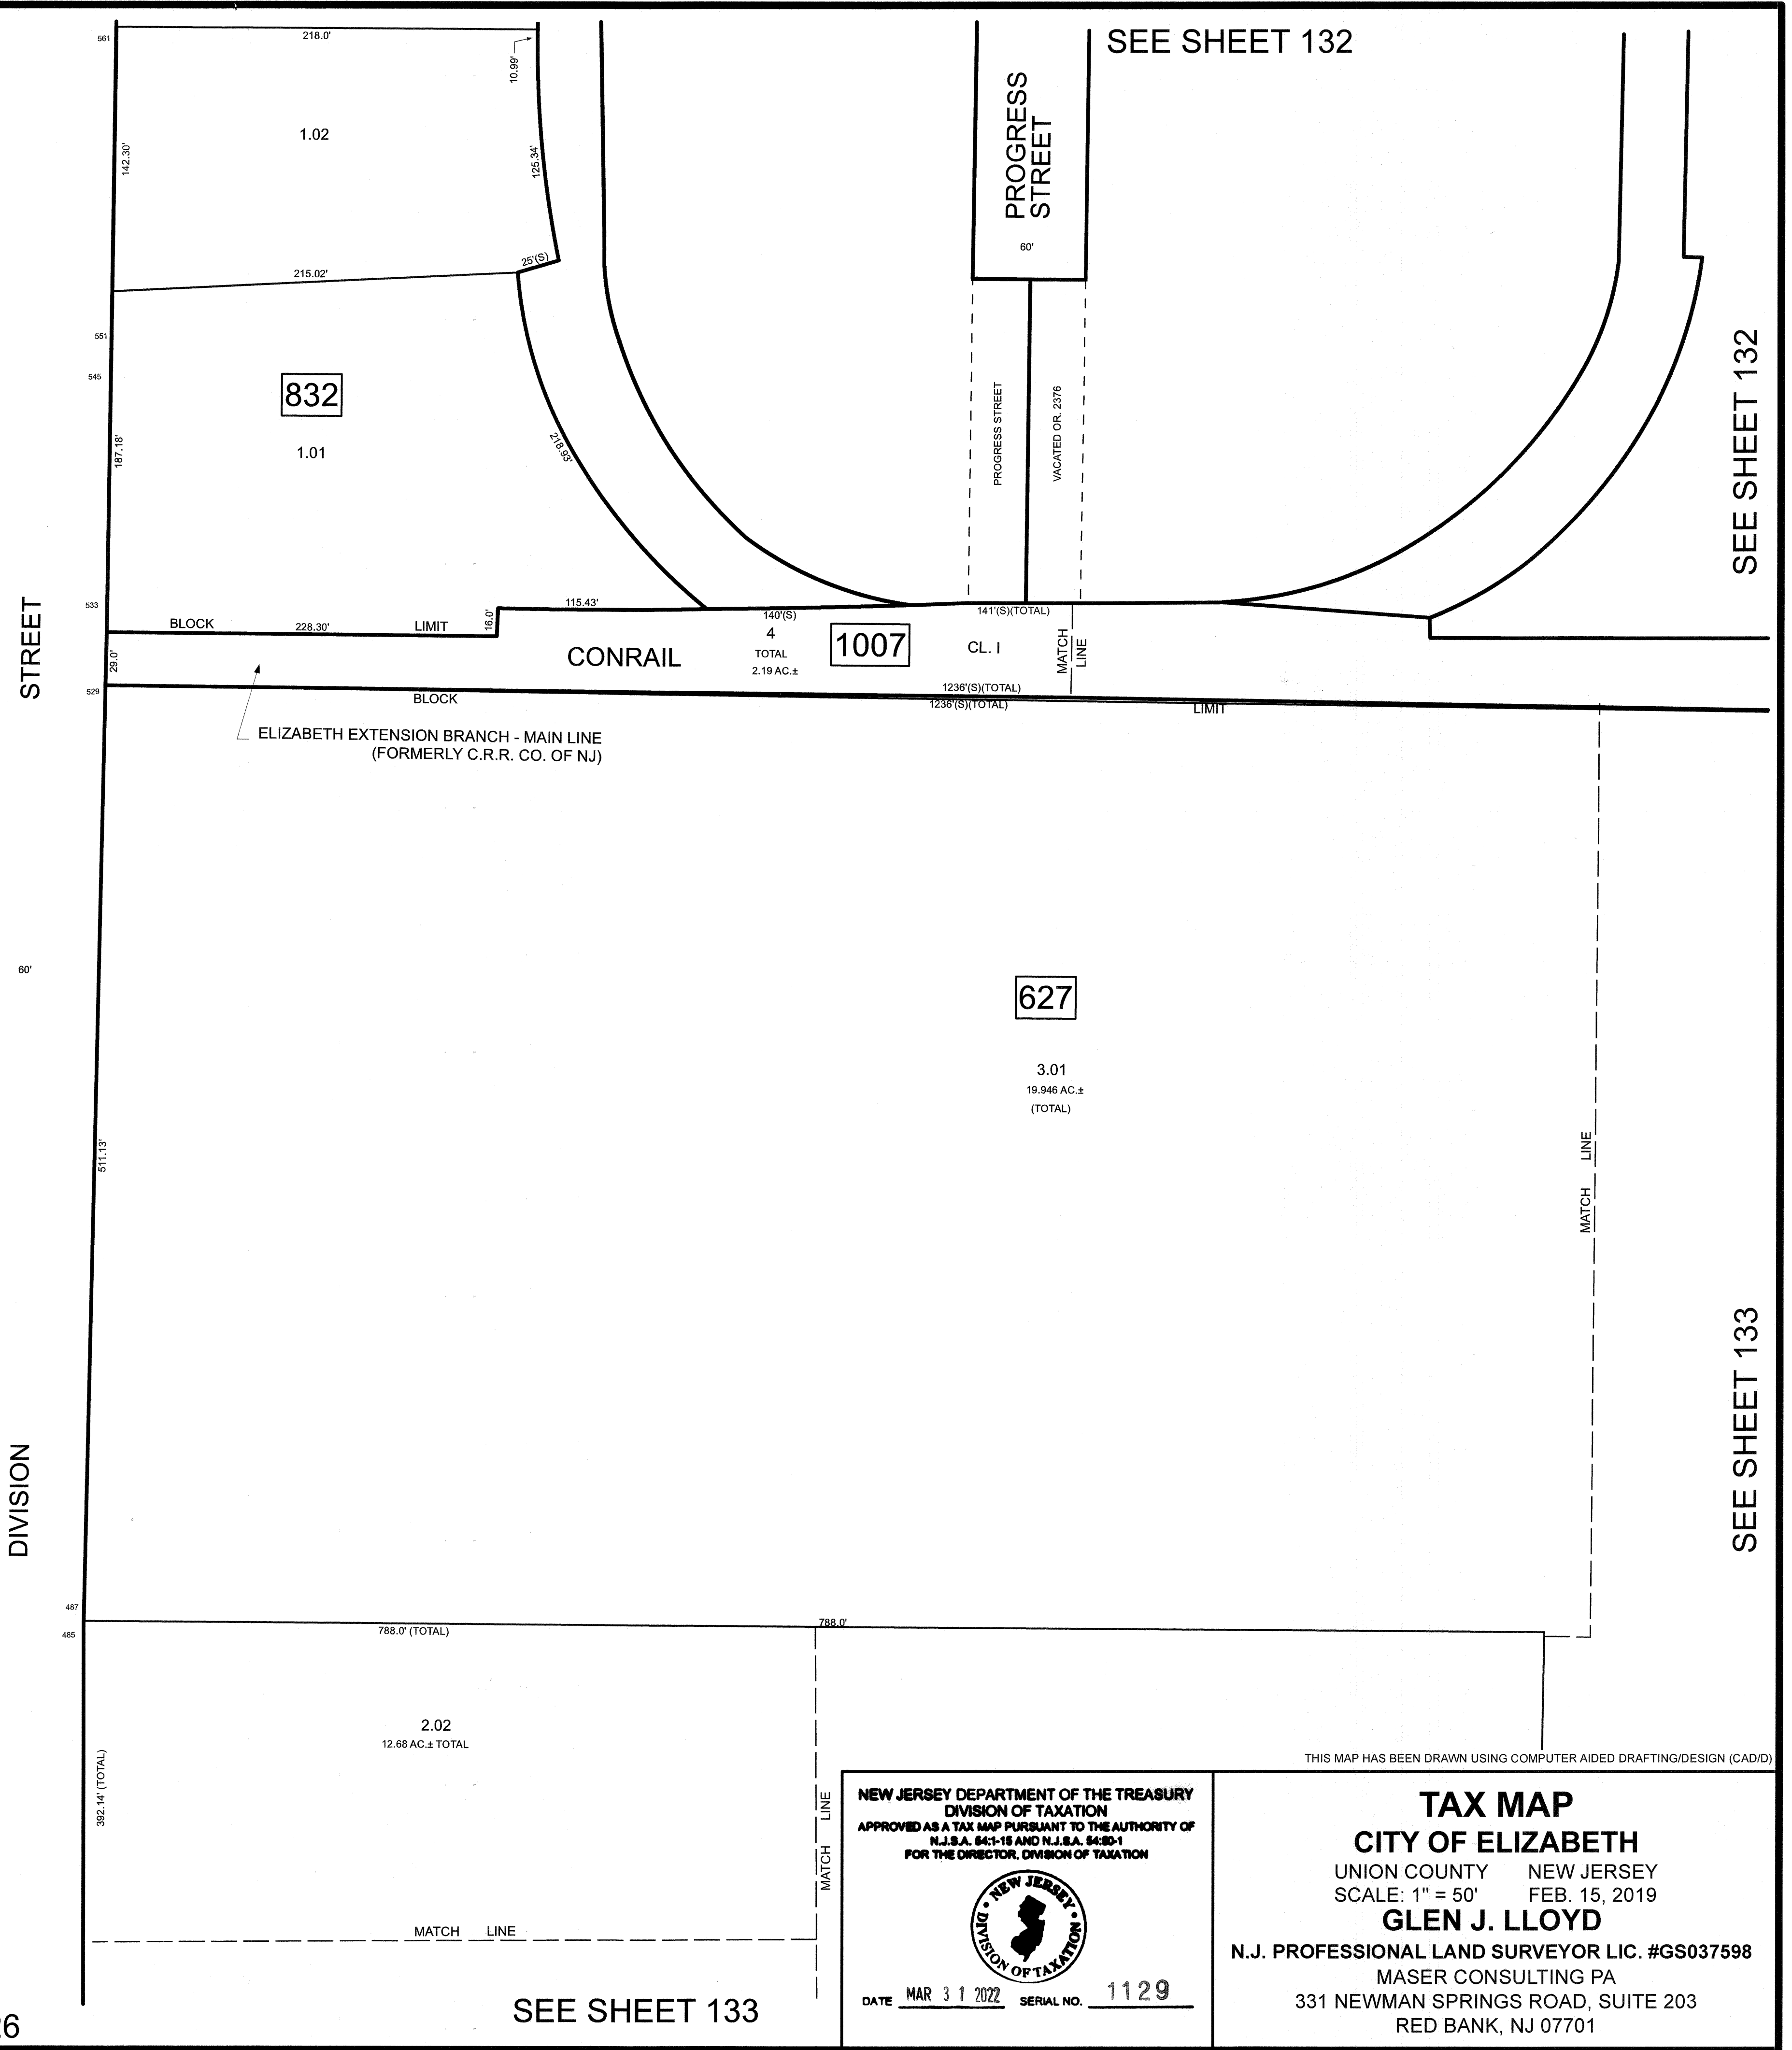 SEE SHEET 132
561
218.0'
10.99'
PROGRESS
STREET
60'
1.02
142.30'
125.34'
25'(S)
215.02'
551
545
832
1.01
187.18'
218.93'
PROGRESS STREET
VACATED OR. 2376
SEE SHEET 132
STREET
533
115.43'
140'(S)
141'(S)(TOTAL)
BLOCK
228.30'
LIMIT
16.0'
29.0'
CONRAIL
4
TOTAL
2.19 AC.±
1007
CL. I
MATCH
LINE
529
BLOCK
1236'(S)(TOTAL)
1236'(S)(TOTAL)
LIMIT
ELIZABETH EXTENSION BRANCH - MAIN LINE
(FORMERLY C.R.R. CO. OF NJ)
60'
627
3.01
19.946 AC.±
(TOTAL)
511.13'
MATCH LINE
SEE SHEET 133
DIVISION
487
485
788.0' (TOTAL)
788.0'
2.02
12.68 AC.± TOTAL
392.14' (TOTAL)
MATCH LINE
MATCH LINE
SEE SHEET 133
THIS MAP HAS BEEN DRAWN USING COMPUTER AIDED DRAFTING/DESIGN (CAD/D)
NEW JERSEY DEPARTMENT OF THE TREASURY
DIVISION OF TAXATION
APPROVED AS A TAX MAP PURSUANT TO THE AUTHORITY OF
N.J.S.A. 54:1-15 AND N.J.S.A. 54:50-1
FOR THE DIRECTOR, DIVISION OF TAXATION
NEW JERSEY
DIVISION OF TAXATION
DATE MAR 31 2022 SERIAL NO. 1129
TAX MAP
CITY OF ELIZABETH
UNION COUNTY NEW JERSEY
SCALE: 1" = 50' FEB. 15, 2019
GLEN J. LLOYD
N.J. PROFESSIONAL LAND SURVEYOR LIC. #GS037598
MASER CONSULTING PA
331 NEWMAN SPRINGS ROAD, SUITE 203
RED BANK, NJ 07701